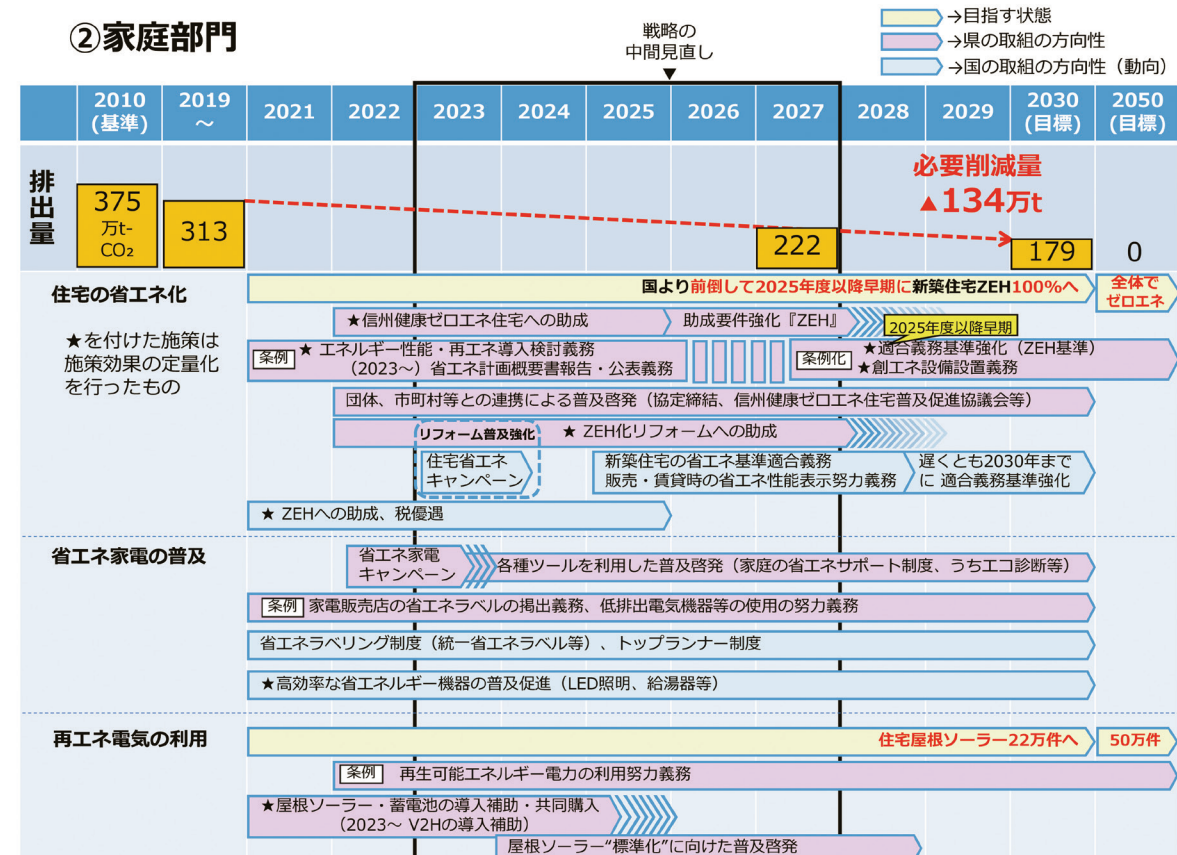 ②家庭部門
戦略の
中間見直し
▼
→目指す状態
→県の取組の方向性
→国の取組の方向性（動向）
2010
(基準)
2019
～
2021
2022
2023
2024
2025
2026
2027
2028
2029
2030
(目標)
2050
(目標)
排出量
375
万t-
CO₂
313
222
必要削減量
▲134万t
179
0
住宅の省エネ化
★を付けた施策は
施策効果の定量化
を行ったもの
国より前倒して2025年度以降早期に新築住宅ZEH100％へ
全体で
ゼロエネ
★信州健康ゼロエネ住宅への助成
助成要件強化『ZEH』
2025年度以降早期
条例
★ エネルギー性能・再エネ導入検討義務
（2023～）省エネ計画概要書報告・公表義務
条例化
★適合義務基準強化（ZEH基準）
★創エネ設備設置義務
団体、市町村等との連携による普及啓発（協定締結、信州健康ゼロエネ住宅普及促進協議会等）
リフォーム普及強化
★ ZEH化リフォームへの助成
住宅省エネ
キャンペーン
新築住宅の省エネ基準適合義務
販売・賃貸時の省エネ性能表示努力義務
遅くとも2030年まで
に 適合義務基準強化
★ ZEHへの助成、税優遇
省エネ家電の普及
省エネ家電
キャンペーン
各種ツールを利用した普及啓発（家庭の省エネサポート制度、うちエコ診断等）
条例 家電販売店の省エネラベルの掲出義務、低排出電気機器等の使用の努力義務
省エネラベリング制度（統一省エネラベル等）、トップランナー制度
★高効率な省エネルギー機器の普及促進（LED照明、給湯器等）
再エネ電気の利用
住宅屋根ソーラー22万件へ
50万件
条例 再生可能エネルギー電力の利用努力義務
★屋根ソーラー・蓄電池の導入補助・共同購入
（2023～ V2Hの導入補助）
屋根ソーラー“標準化”に向けた普及啓発